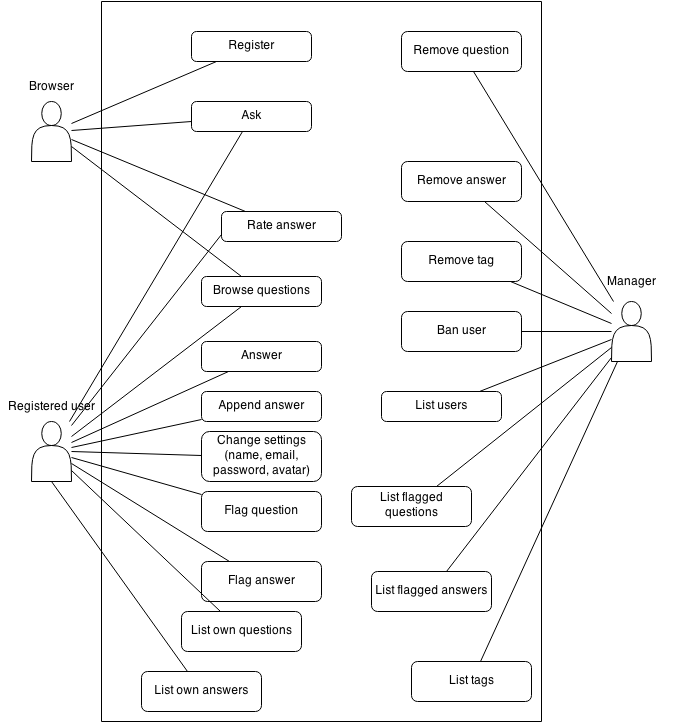 Register
Remove question
Browser
Ask
Remove answer
Rate answer
Remove tag
Manager
Browse questions
Ban user
Answer
Registered user
Append answer
List users
Change settings
(name, email,
password, avatar)
List flagged
questions
Flag question
Flag answer
List flagged answers
List own questions
List own answers
List tags